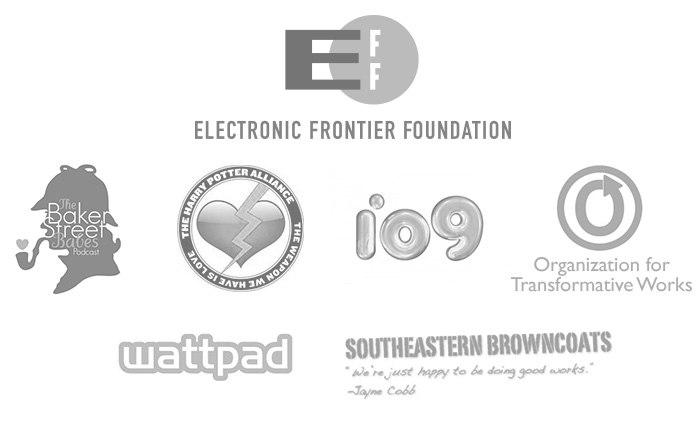 EFF
ELECTRONIC FRONTIER FOUNDATION
The
Baker
Street
Babes
Podcast
THE HARRY POTTER ALLIANCE
THE WEAPON WE HAVE IS LOVE
io9
Organization for
Transformative Works
wattpad
SOUTHEASTERN BROWNCOATS
"We're just happy to be doing good works."
-Jayne Cobb